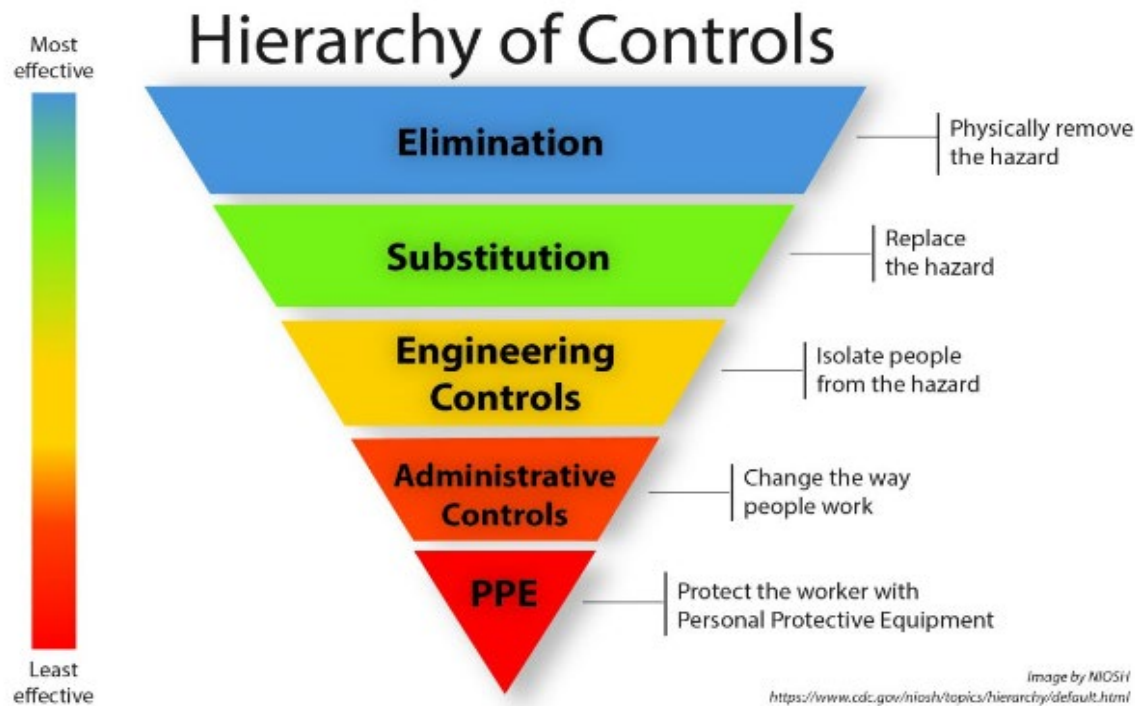 Hierarchy of Controls
Most
effective
Elimination
Physically remove
the hazard
Substitution
Replace
the hazard
Engineering
Controls
Isolate people
from the hazard
Administrative
Controls
Change the way
people work
PPE
Protect the worker with
Personal Protective Equipment
Least
effective
Image by NIOSH
https://www.cdc.gov/niosh/topics/hierarchy/default.html